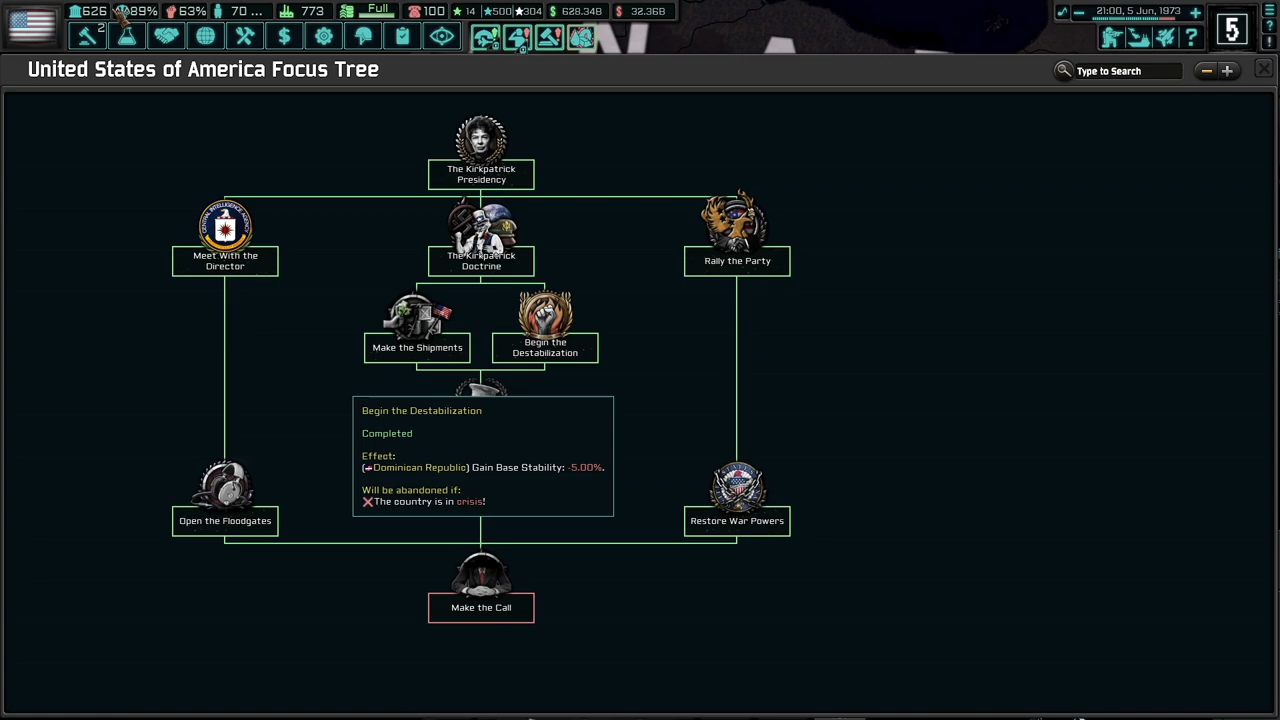 626 89% 63% 70 ... 773 Full 100 14 500 304 $ 628.34B $ 32.36B 21:00, 5 Jun, 1973
2
5
United States of America Focus Tree
Type to Search
The Kirkpatrick
Presidency
Meet With the
Director
The Kirkpatrick
Doctrine
Rally the Party
Make the Shipments
Begin the
Destabilization
Begin the Destabilization
Completed
Effect:
(Dominican Republic) Gain Base Stability: -5.00%.
Will be abandoned if:
The country is in crisis!
Open the Floodgates
Restore War Powers
Make the Call